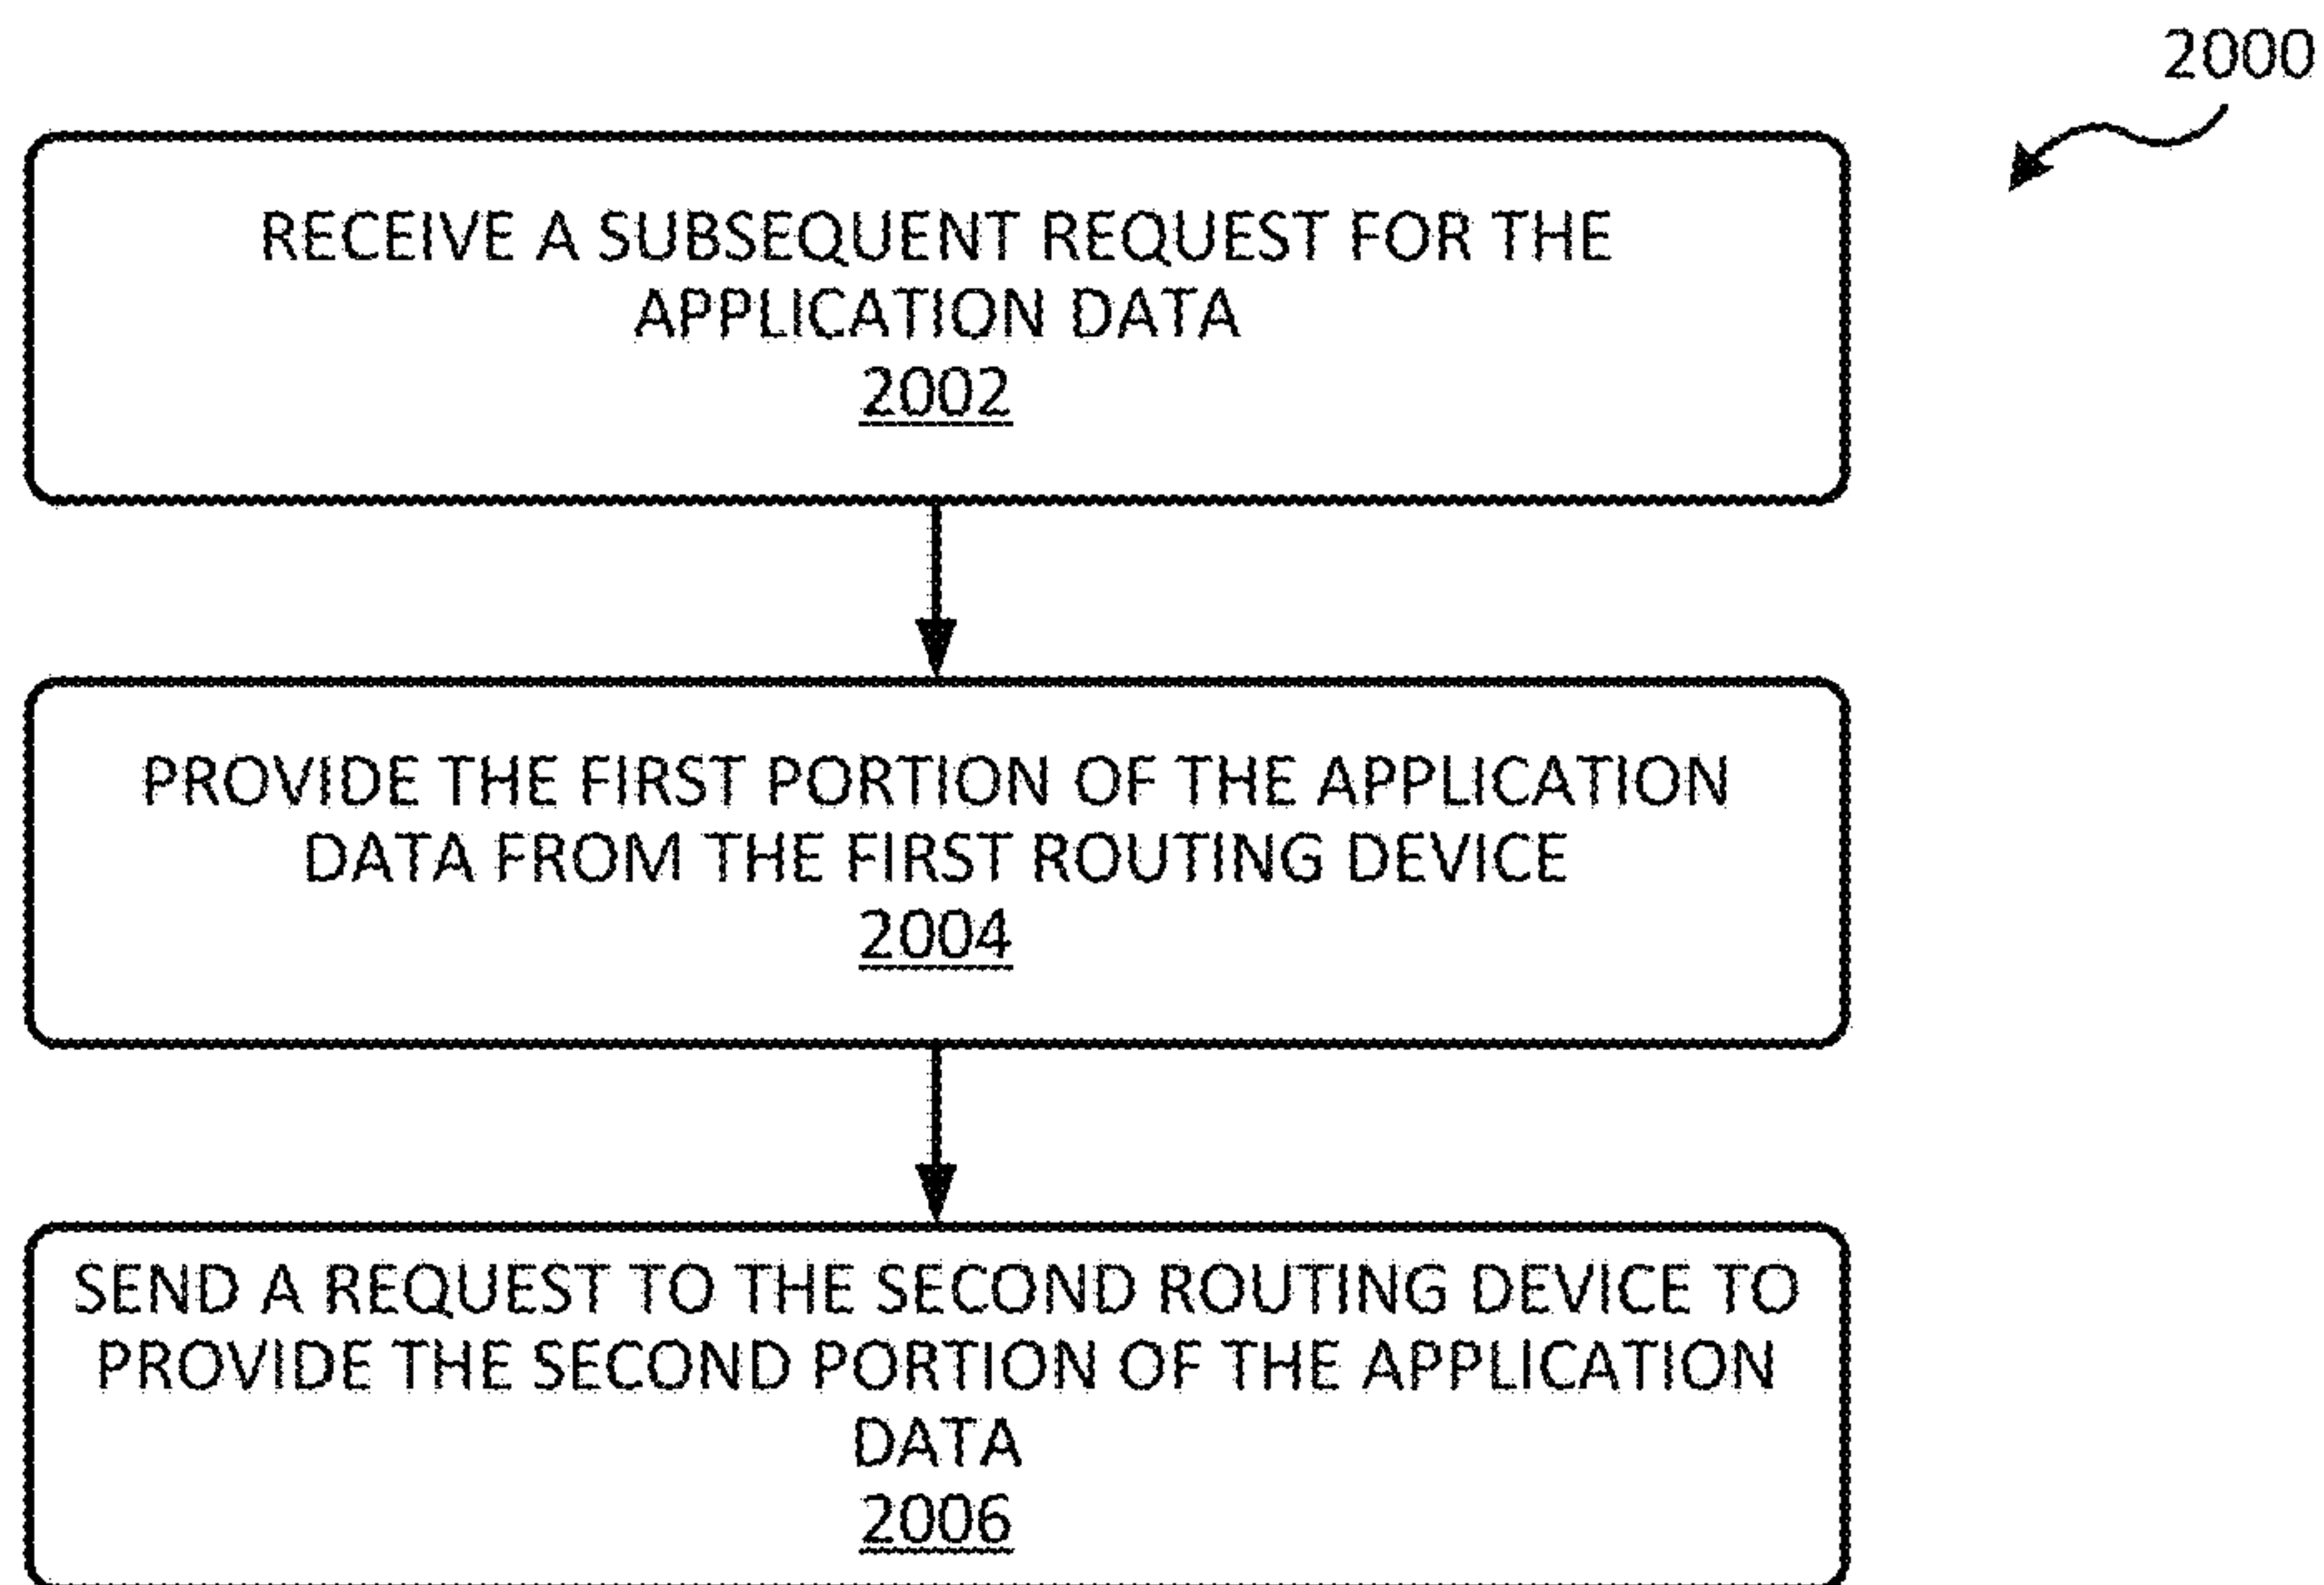 2000
RECEIVE A SUBSEQUENT REQUEST FOR THE
APPLICATION DATA
2002
PROVIDE THE FIRST PORTION OF THE APPLICATION
DATA FROM THE FIRST ROUTING DEVICE
2004
SEND A REQUEST TO THE SECOND ROUTING DEVICE TO
PROVIDE THE SECOND PORTION OF THE APPLICATION
DATA
2006